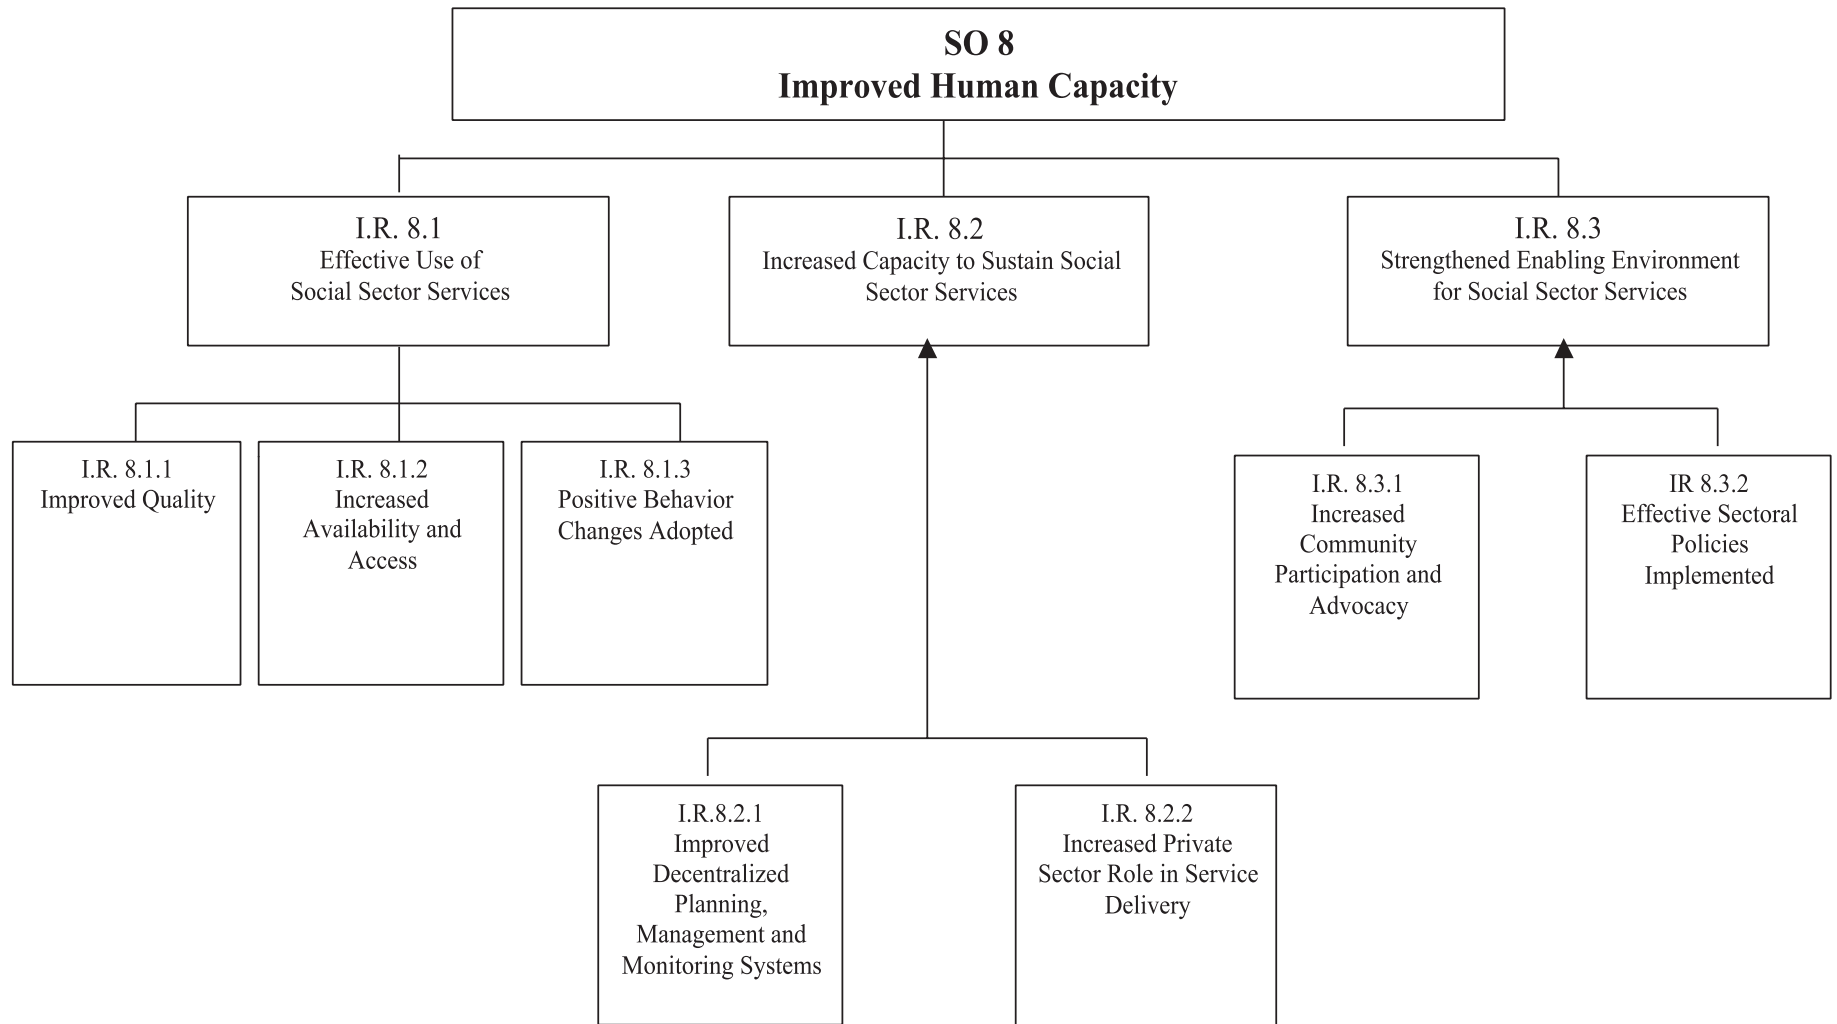 SO 8
Improved Human Capacity
I.R. 8.1
Effective Use of
Social Sector Services
I.R. 8.2
Increased Capacity to Sustain Social
Sector Services
I.R. 8.3
Strengthened Enabling Environment
for Social Sector Services
I.R. 8.1.1
Improved Quality
I.R. 8.1.2
Increased
Availability and
Access
I.R. 8.1.3
Positive Behavior
Changes Adopted
I.R. 8.3.1
Increased
Community
Participation and
Advocacy
IR 8.3.2
Effective Sectoral
Policies
Implemented
I.R.8.2.1
Improved
Decentralized
Planning,
Management and
Monitoring Systems
I.R. 8.2.2
Increased Private
Sector Role in Service
Delivery